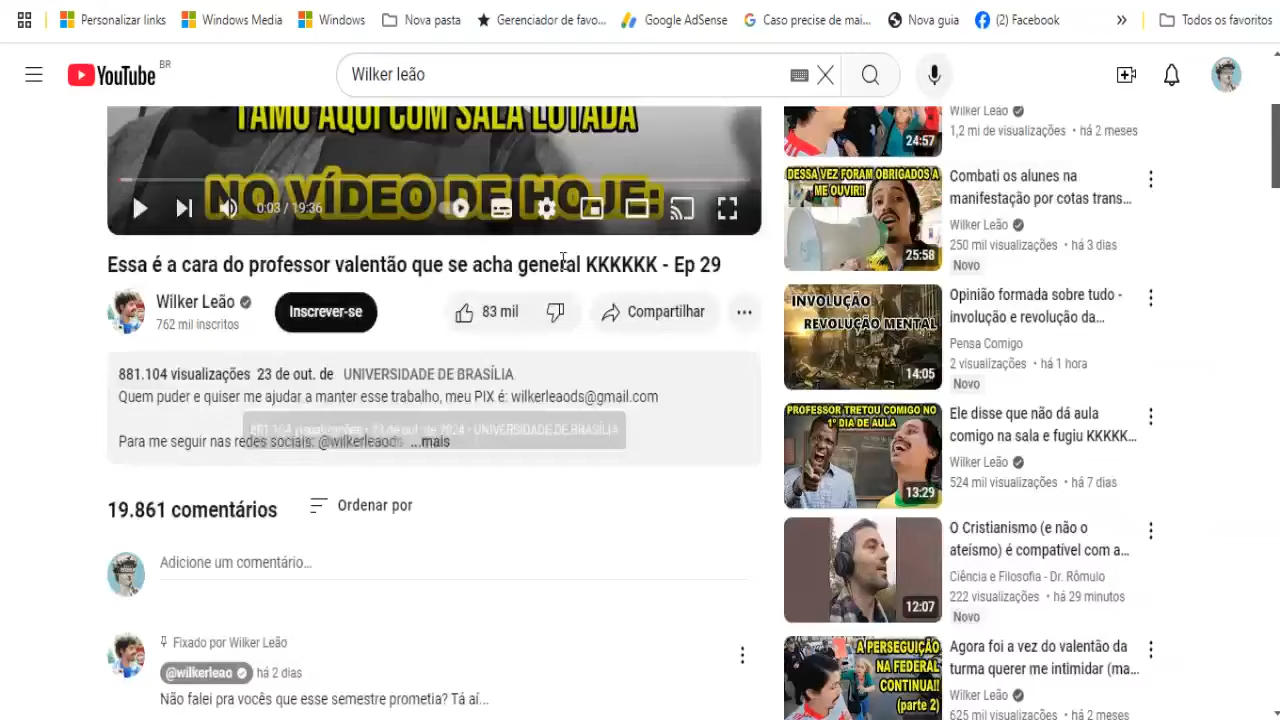 Personalizar links
Windows Media
Windows
Nova pasta
Gerenciador de favo...
Google AdSense
Caso precise de mai...
Nova guia
(2) Facebook
»
Todos os favoritos
YouTube BR
Wilker leão
TAMO AQUI COM SALA LOTADA
NO VÍDEO DE HOJE:
0:03 / 19:36
Essa é a cara do professor valentão que se acha general KKKKKK - Ep 29
Wilker Leão
762 mil inscritos
Inscrever-se
83 mil
Compartilhar
881.104 visualizações 23 de out. de UNIVERSIDADE DE BRASÍLIA
Quem puder e quiser me ajudar a manter esse trabalho, meu PIX é: wilkerleaods@gmail.com
881.104 visualizações • 23 de out. de 2024 • UNIVERSIDADE DE BRASÍLIA
Para me seguir nas redes sociais: @wilkerleaods ...mais
19.861 comentários
Ordenar por
Adicione um comentário...
Fixado por Wilker Leão
@wilkerleao há 2 dias
Não falei pra vocês que esse semestre prometia? Tá aí...
24:57
Wilker Leão
1,2 mi de visualizações • há 2 meses
DESSA VEZ FORAM OBRIGADOS A
ME OUVIR!!
25:58
Combati os alunes na
manifestação por cotas trans...
Wilker Leão
250 mil visualizações • há 3 dias
Novo
INVOLUÇÃO
REVOLUÇÃO MENTAL
14:05
Opinião formada sobre tudo -
involução e revolução da...
Pensa Comigo
2 visualizações • há 1 hora
Novo
PROFESSOR TRETOU COMIGO NO
1º DIA DE AULA
13:29
Ele disse que não dá aula
comigo na sala e fugiu KKKKK...
Wilker Leão
524 mil visualizações • há 7 dias
12:07
O Cristianismo (e não o
ateísmo) é compatível com a...
Ciência e Filosofia - Dr. Rômulo
222 visualizações • há 29 minutos
Novo
A PERSEGUIÇÃO
NA FEDERAL
CONTINUA!!
(parte 2)
Agora foi a vez do valentão da
turma querer me intimidar (ma...
Wilker Leão
625 mil visualizações • há 2 meses